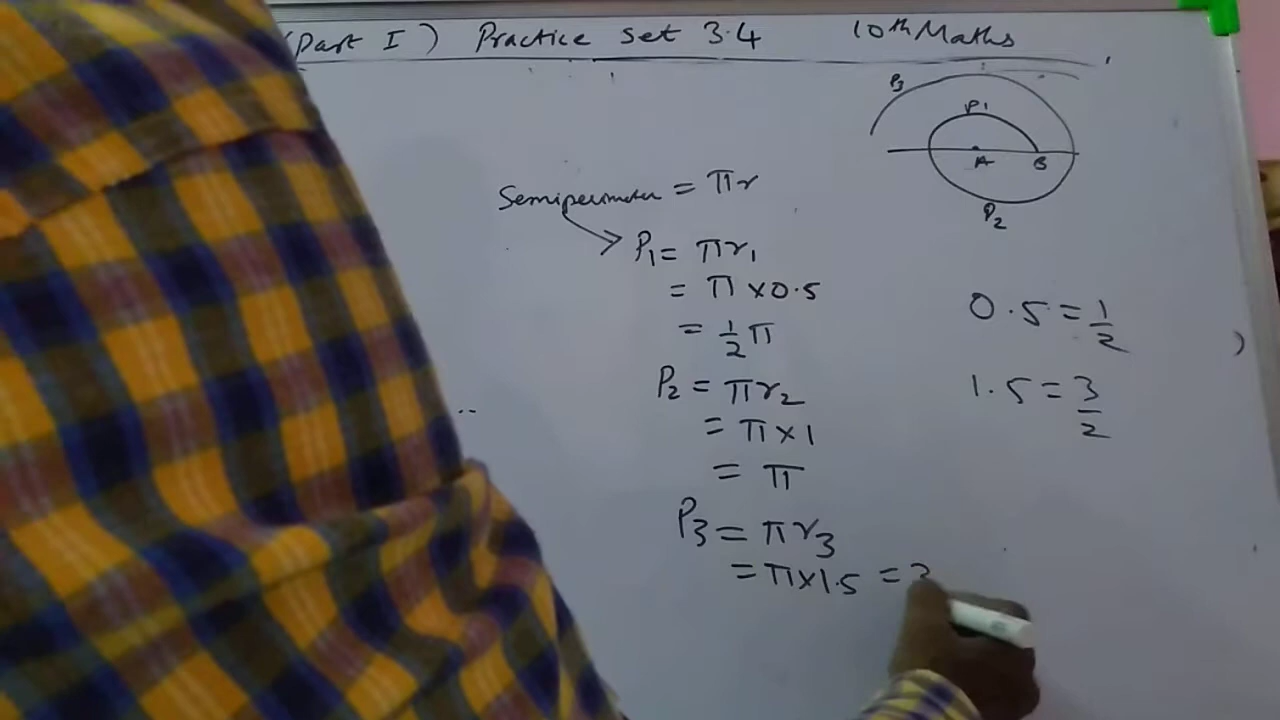 (Part I) Practice Set 3.4 10th Maths
P3
P1
A B
P2
Semiperimeter = πr
P1 = πr1
= π × 0.5
= 1/2 π
P2 = πr2
= π × 1
= π
P3 = πr3
= π × 1.5 =
0.5 = 1/2
1.5 = 3/2